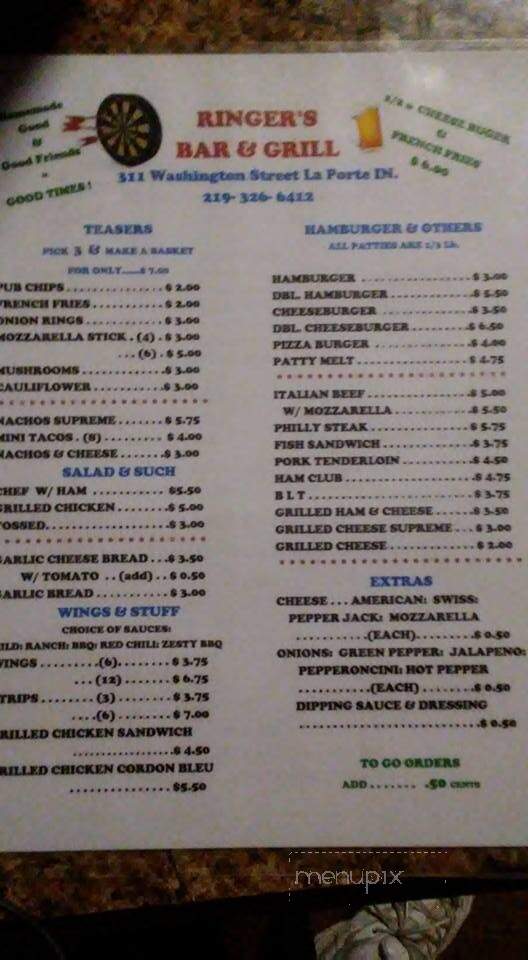 Homemade
Good
&
Good Friends
=
GOOD TIMES!
RINGER'S
BAR & GRILL
311 Washington Street La Porte IN.
219-326-6412
1/2 # CHEESE BUGER
&
FRENCH FRIES
$ 6.00
TEASERS
PICK 3 & MAKE A BASKET
FOR ONLY......$ 7.00
PUB CHIPS .............. $ 2.00
FRENCH FRIES ........... $ 2.00
ONION RINGS ............ $ 3.00
MOZZARELLA STICK . (4) . $ 3.00
... (6) . $ 5.00
MUSHROOMS ............ $ 3.00
CAULIFLOWER .......... $ 3.00
NACHOS SUPREME ....... $ 5.75
MINI TACOS . (8) ......... $ 4.00
NACHOS & CHEESE ...... $ 3.00
SALAD & SUCH
CHEF W/ HAM ........... $5.50
GRILLED CHICKEN ....... $ 5.00
TOSSED................. $ 3.00
GARLIC CHEESE BREAD ...$ 3.50
W/ TOMATO .. (add) .. $ 0.50
GARLIC BREAD .......... $ 3.00
WINGS & STUFF
CHOICE OF SAUCES:
MILD: RANCH: BBQ: RED CHILI: ZESTY BBQ
WINGS .........(6)........ $ 3.75
... (12) ....... $ 6.75
STRIPS ........ (3) ........ $ 3.75
....(6) ........ $ 7.00
GRILLED CHICKEN SANDWICH
..................$ 4.50
GRILLED CHICKEN CORDON BLEU
................ $5.50
HAMBURGER & OTHERS
ALL PATTIES ARE 1/3 Lb.
HAMBURGER ................ $ 3.00
DBL. HAMBURGER ............ $ 5.50
CHEESEBURGER ............. $ 3.50
DBL. CHEESEBURGER ......... $ 6.50
PIZZA BURGER .............. $ 4.00
PATTY MELT ................ $ 4.75
ITALIAN BEEF ............... $ 5.00
W/ MOZZARELLA ........... $ 5.50
PHILLY STEAK .............. $ 5.75
FISH SANDWICH ............. $ 3.75
PORK TENDERLOIN .......... $ 4.50
HAM CLUB .................. $ 4.75
B L T ....................... $ 3.75
GRILLED HAM & CHEESE ...... $ 3.50
GRILLED CHEESE SUPREME ... $ 3.00
GRILLED CHEESE ............ $ 2.00
EXTRAS
CHEESE ... AMERICAN: SWISS:
PEPPER JACK: MOZZARELLA
...........(EACH)......... $ 0.50
ONIONS: GREEN PEPPER: JALAPENO:
PEPPERONCINI: HOT PEPPER
...........(EACH) ........ $ 0.50
DIPPING SAUCE & DRESSING
............................ $ 0.50
TO GO ORDERS
ADD ....... .50 CENTS
menupix